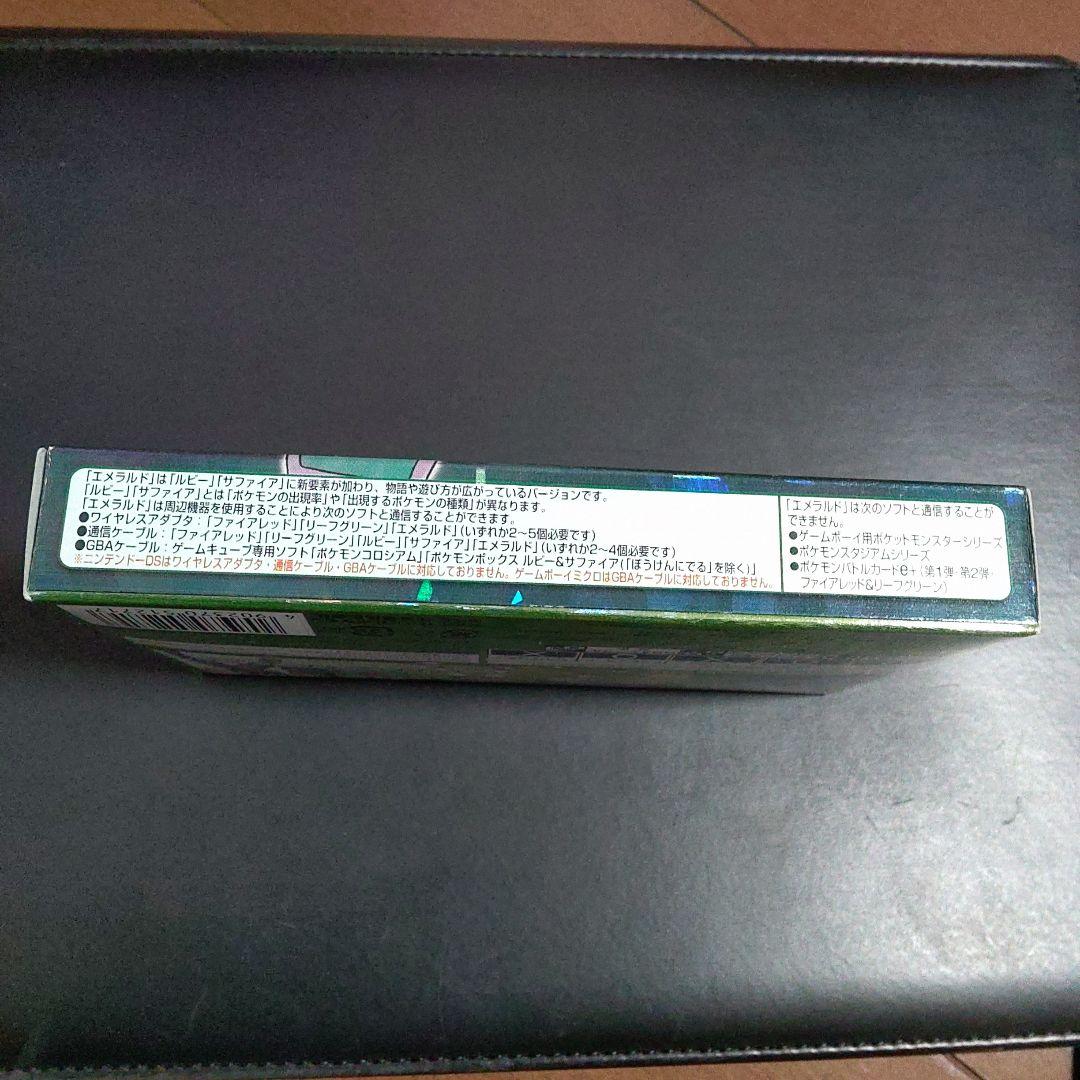 「エメラルド」は「ルビー」「サファイア」に新要素が加わり、物語や遊び方が広がっているバージョンです。
「ルビー」「サファイア」とは「ポケモンの出現率」や「出現するポケモンの種類」が異なります。
「エメラルド」は周辺機器を使用することにより次のソフトと通信することができます。
●ワイヤレスアダプタ：「ファイアレッド」「リーフグリーン」「エメラルド」(いずれか2〜5個必要です)
●通信ケーブル：「ファイアレッド」「リーフグリーン」「ルビー」「サファイア」「エメラルド」(いずれか2〜4個必要です)
●GBAケーブル：ゲームキューブ専用ソフト「ポケモンコロシアム」「ポケモンボックス ルビー&サファイア(「ぼうけんにでる」を除く)」
※ニンテンドーDSはワイヤレスアダプタ・通信ケーブル・GBAケーブルに対応しておりません。ゲームボーイミクロはGBAケーブルに対応しておりません。
「エメラルド」は次のソフトと通信することが
できません。
●ゲームボーイ用ポケットモンスターシリーズ
●ポケモンスタジアムシリーズ
●ポケモンバトルカードe+(第1弾・第2弾・
ファイアレッド&リーフグリーン)